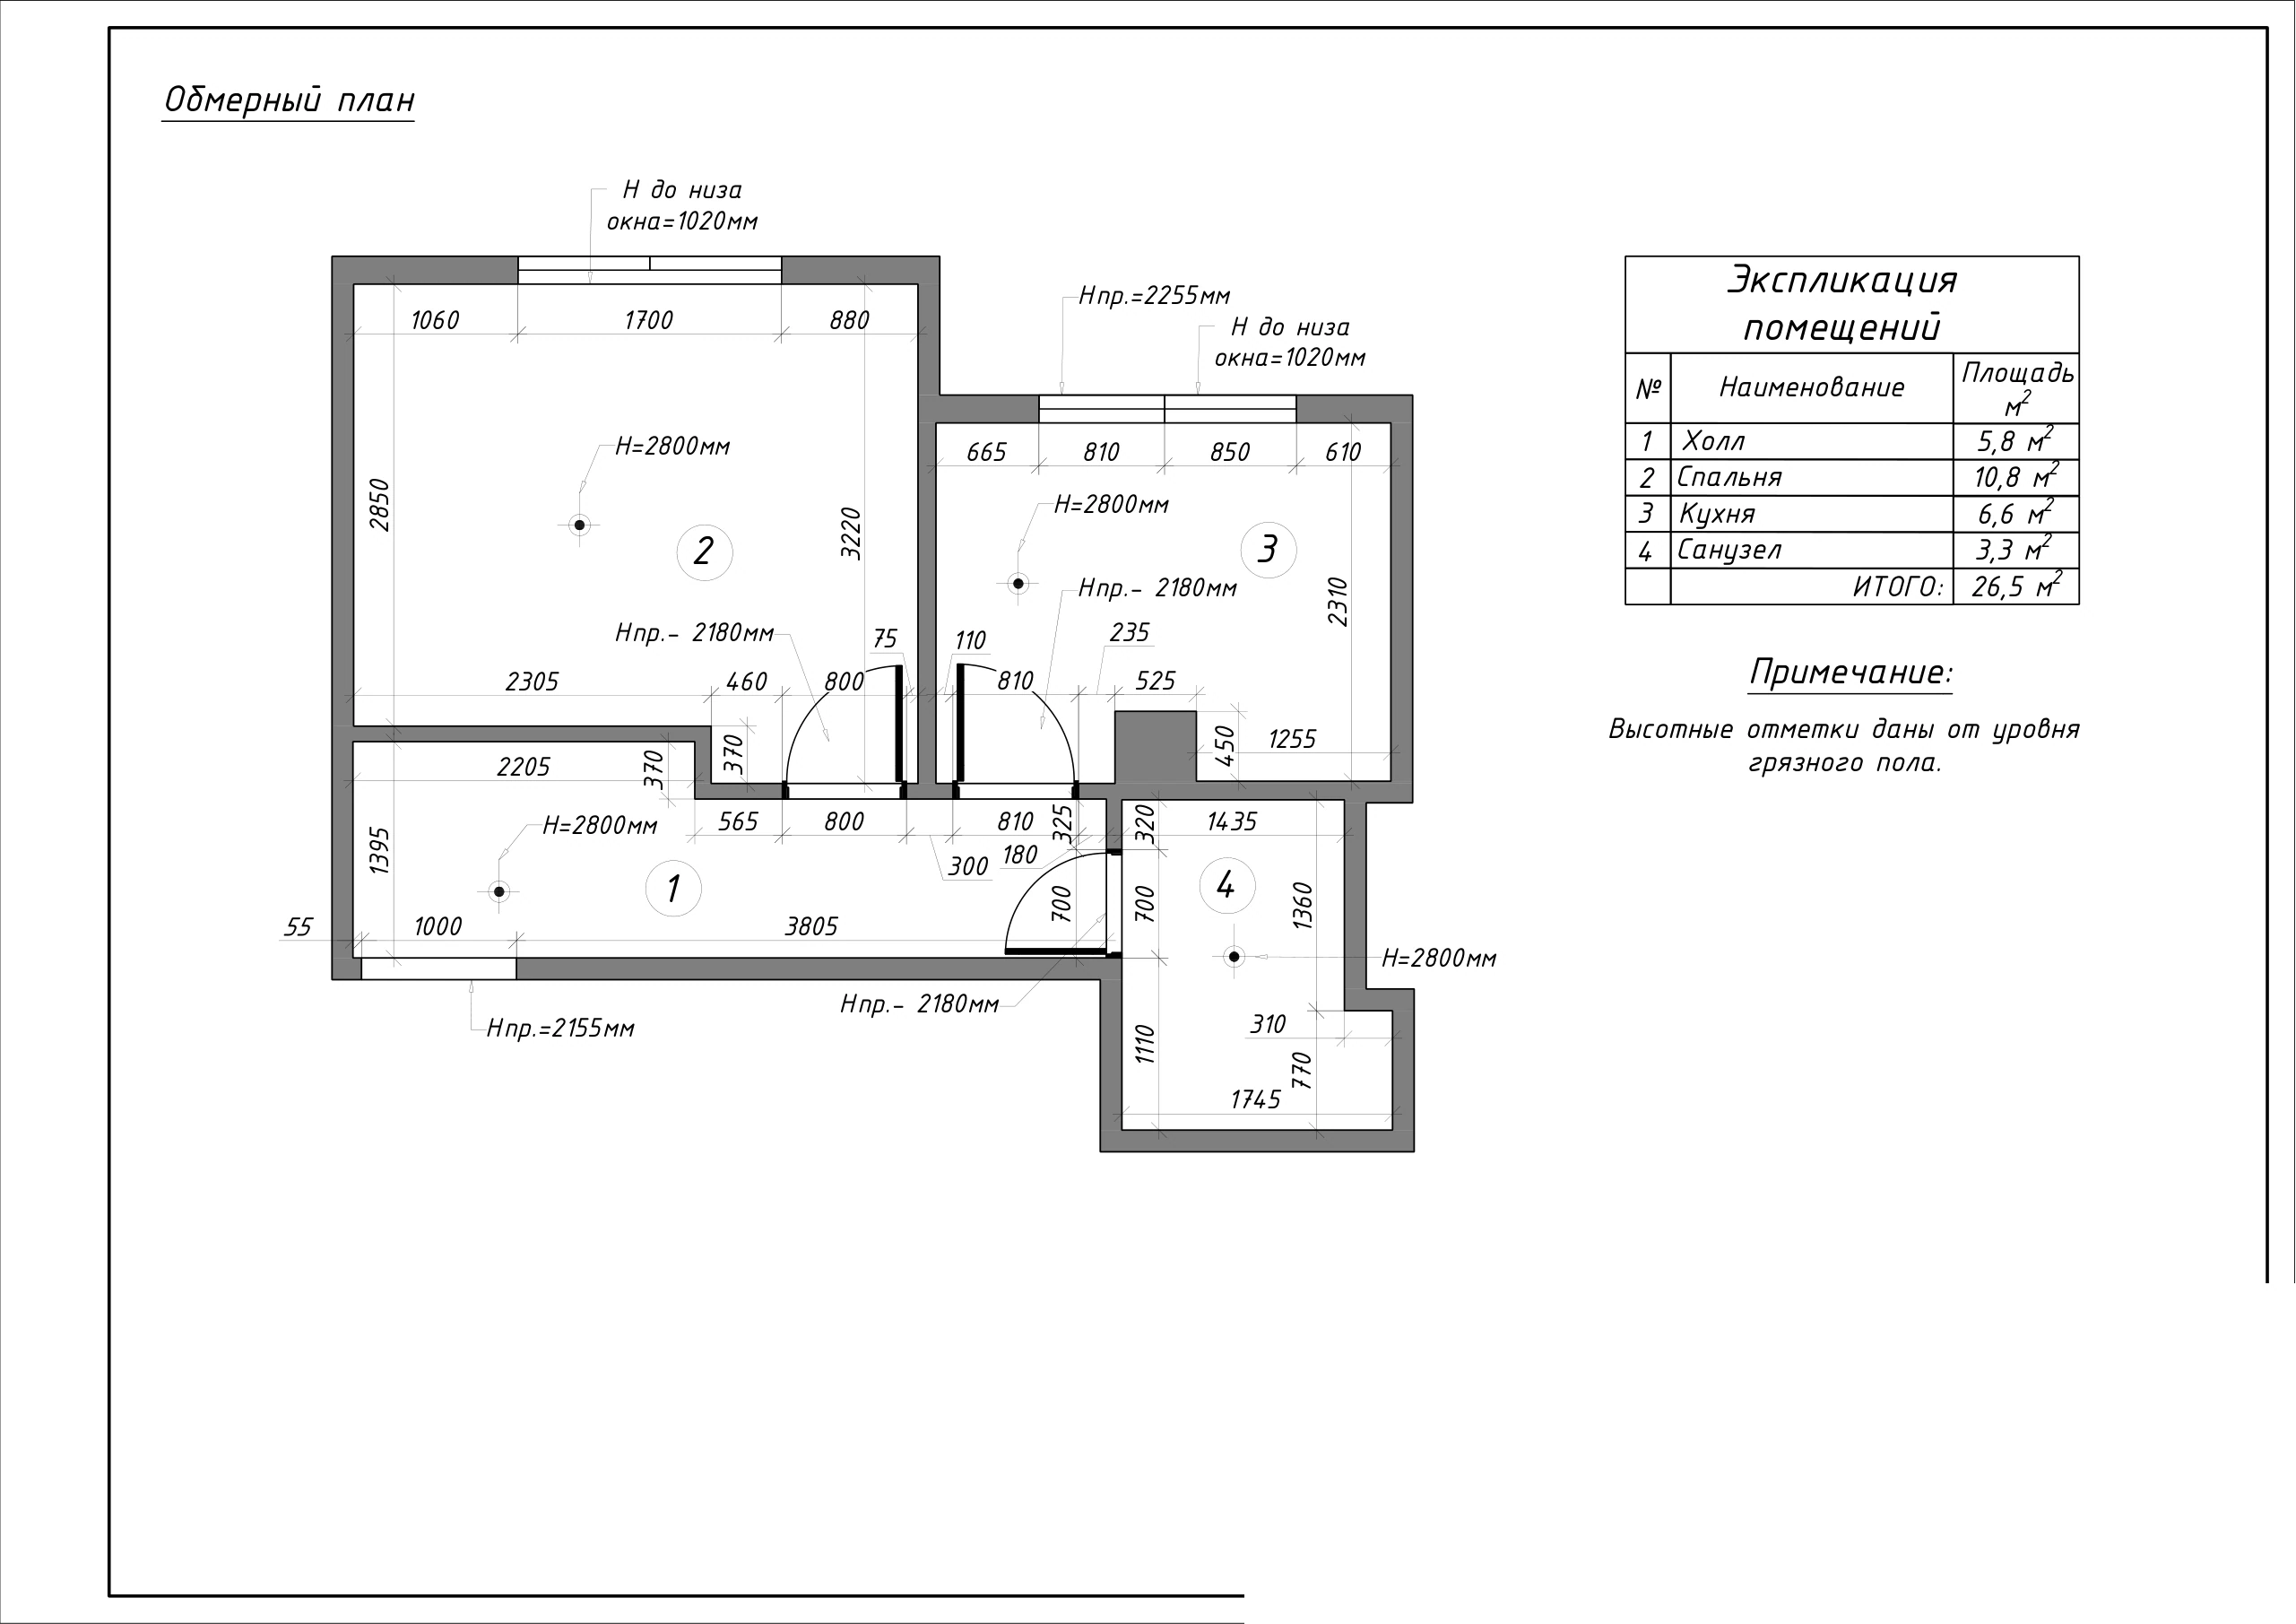 Обмерный план
H до низа
окна=1020мм
Hпр.=2255мм
H до низа
окна=1020мм
1060 1700 880
665 810 850 610
H=2800мм
H=2800мм
2850
3220
2
3
2310
Hпр.- 2180мм
Hпр.- 2180мм
75 110 235
2305 460 800 810 525
370
450
1255
2205
370
565 800 810
325
320
1435
H=2800мм
1395
300 180
1
4
700
700
1360
55 1000 3805
H=2800мм
Hпр.- 2180мм
Hпр.=2155мм
1110
310
770
1745
Экспликация
помещений
№ Наименование Площадь м²
1 Холл 5,8 м²
2 Спальня 10,8 м²
3 Кухня 6,6 м²
4 Санузел 3,3 м²
ИТОГО: 26,5 м²
Примечание:
Высотные отметки даны от уровня
грязного пола.